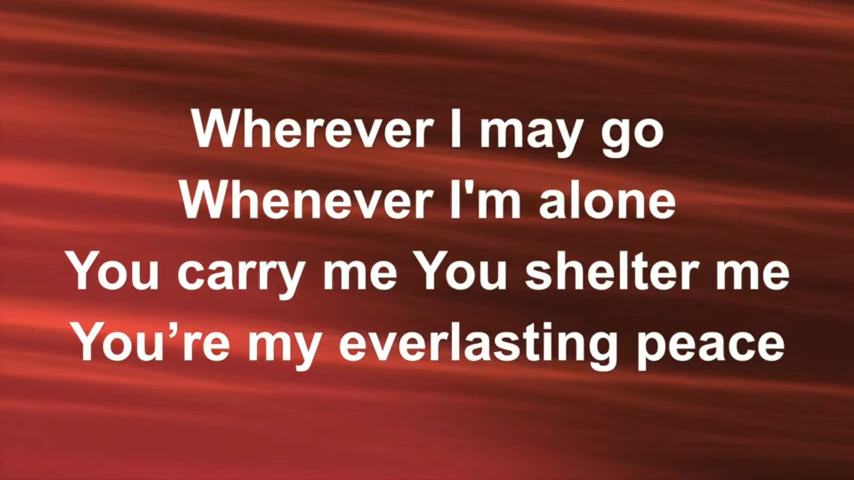 Wherever I may go
Whenever I'm alone
You carry me You shelter me
You’re my everlasting peace